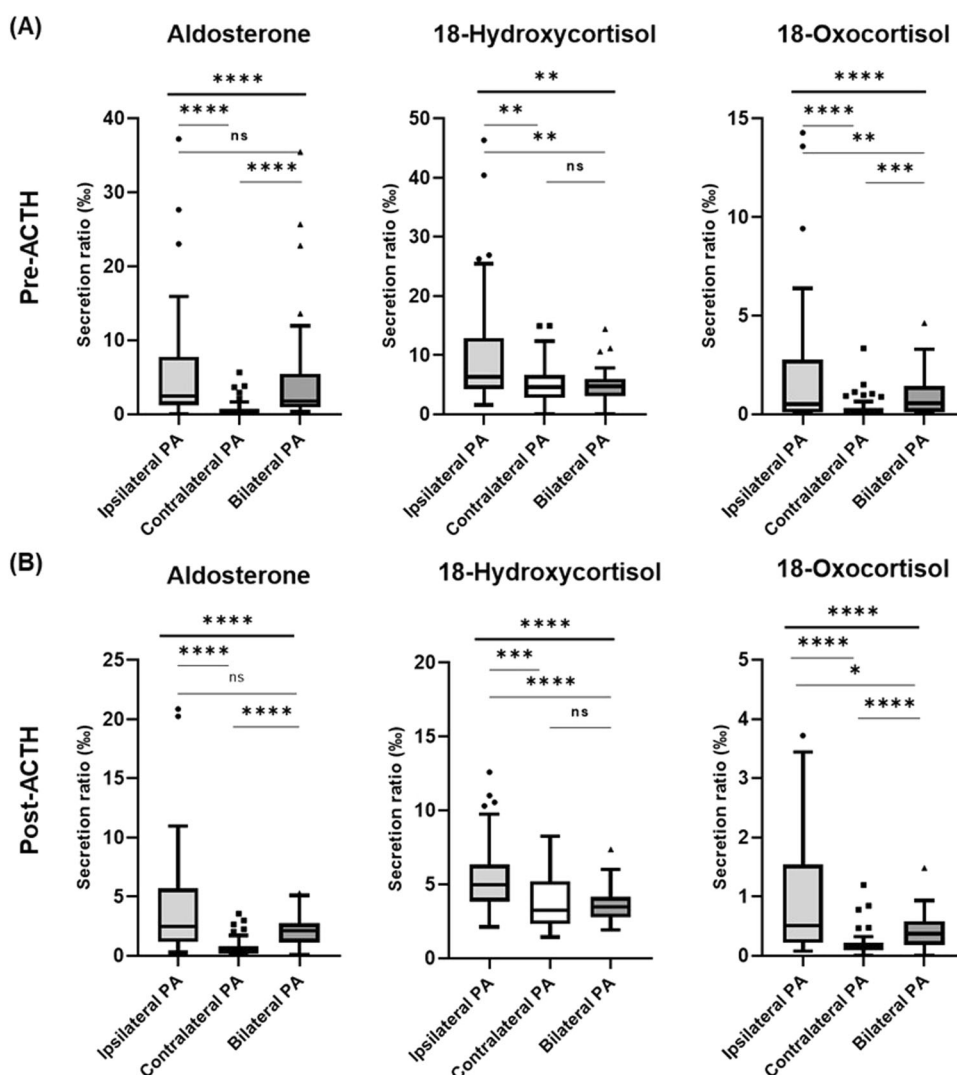 (A)
Aldosterone 18-Hydroxycortisol 18-Oxocortisol
Pre-ACTH
Secretion ratio (‰)
40
30
20
10
0
****
****
ns
****
Ipsilateral PA
Contralateral PA
Bilateral PA
Secretion ratio (‰)
50
40
30
20
10
0
**
**
**
ns
Ipsilateral PA
Contralateral PA
Bilateral PA
Secretion ratio (‰)
15
10
5
0
****
****
**
***
Ipsilateral PA
Contralateral PA
Bilateral PA
(B)
Aldosterone 18-Hydroxycortisol 18-Oxocortisol
Post-ACTH
Secretion ratio (‰)
25
20
15
10
5
0
****
****
ns
****
Ipsilateral PA
Contralateral PA
Bilateral PA
Secretion ratio (‰)
20
15
10
5
0
****
***
****
ns
Ipsilateral PA
Contralateral PA
Bilateral PA
Secretion ratio (‰)
5
4
3
2
1
0
****
****
*
****
Ipsilateral PA
Contralateral PA
Bilateral PA